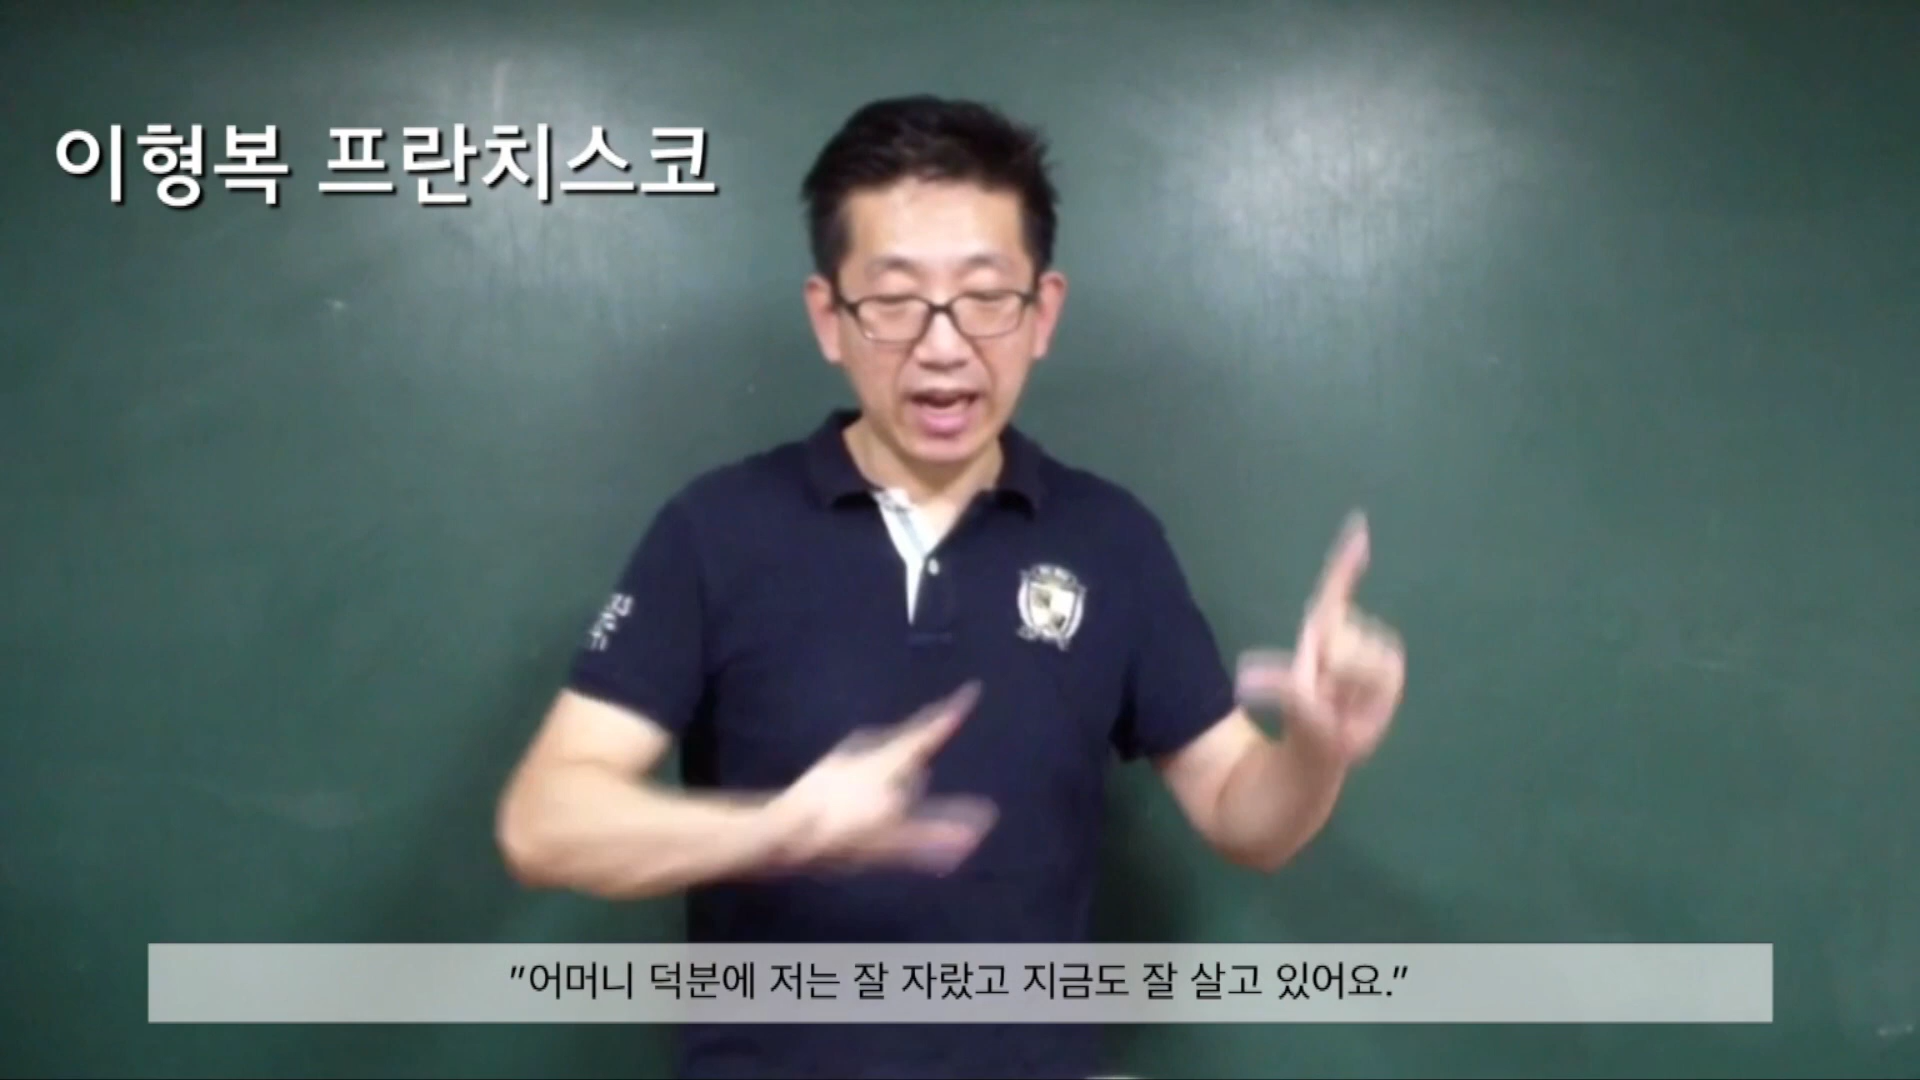 이형복 프란치스코
"어머니 덕분에 저는 잘 자랐고 지금도 잘 살고 있어요."